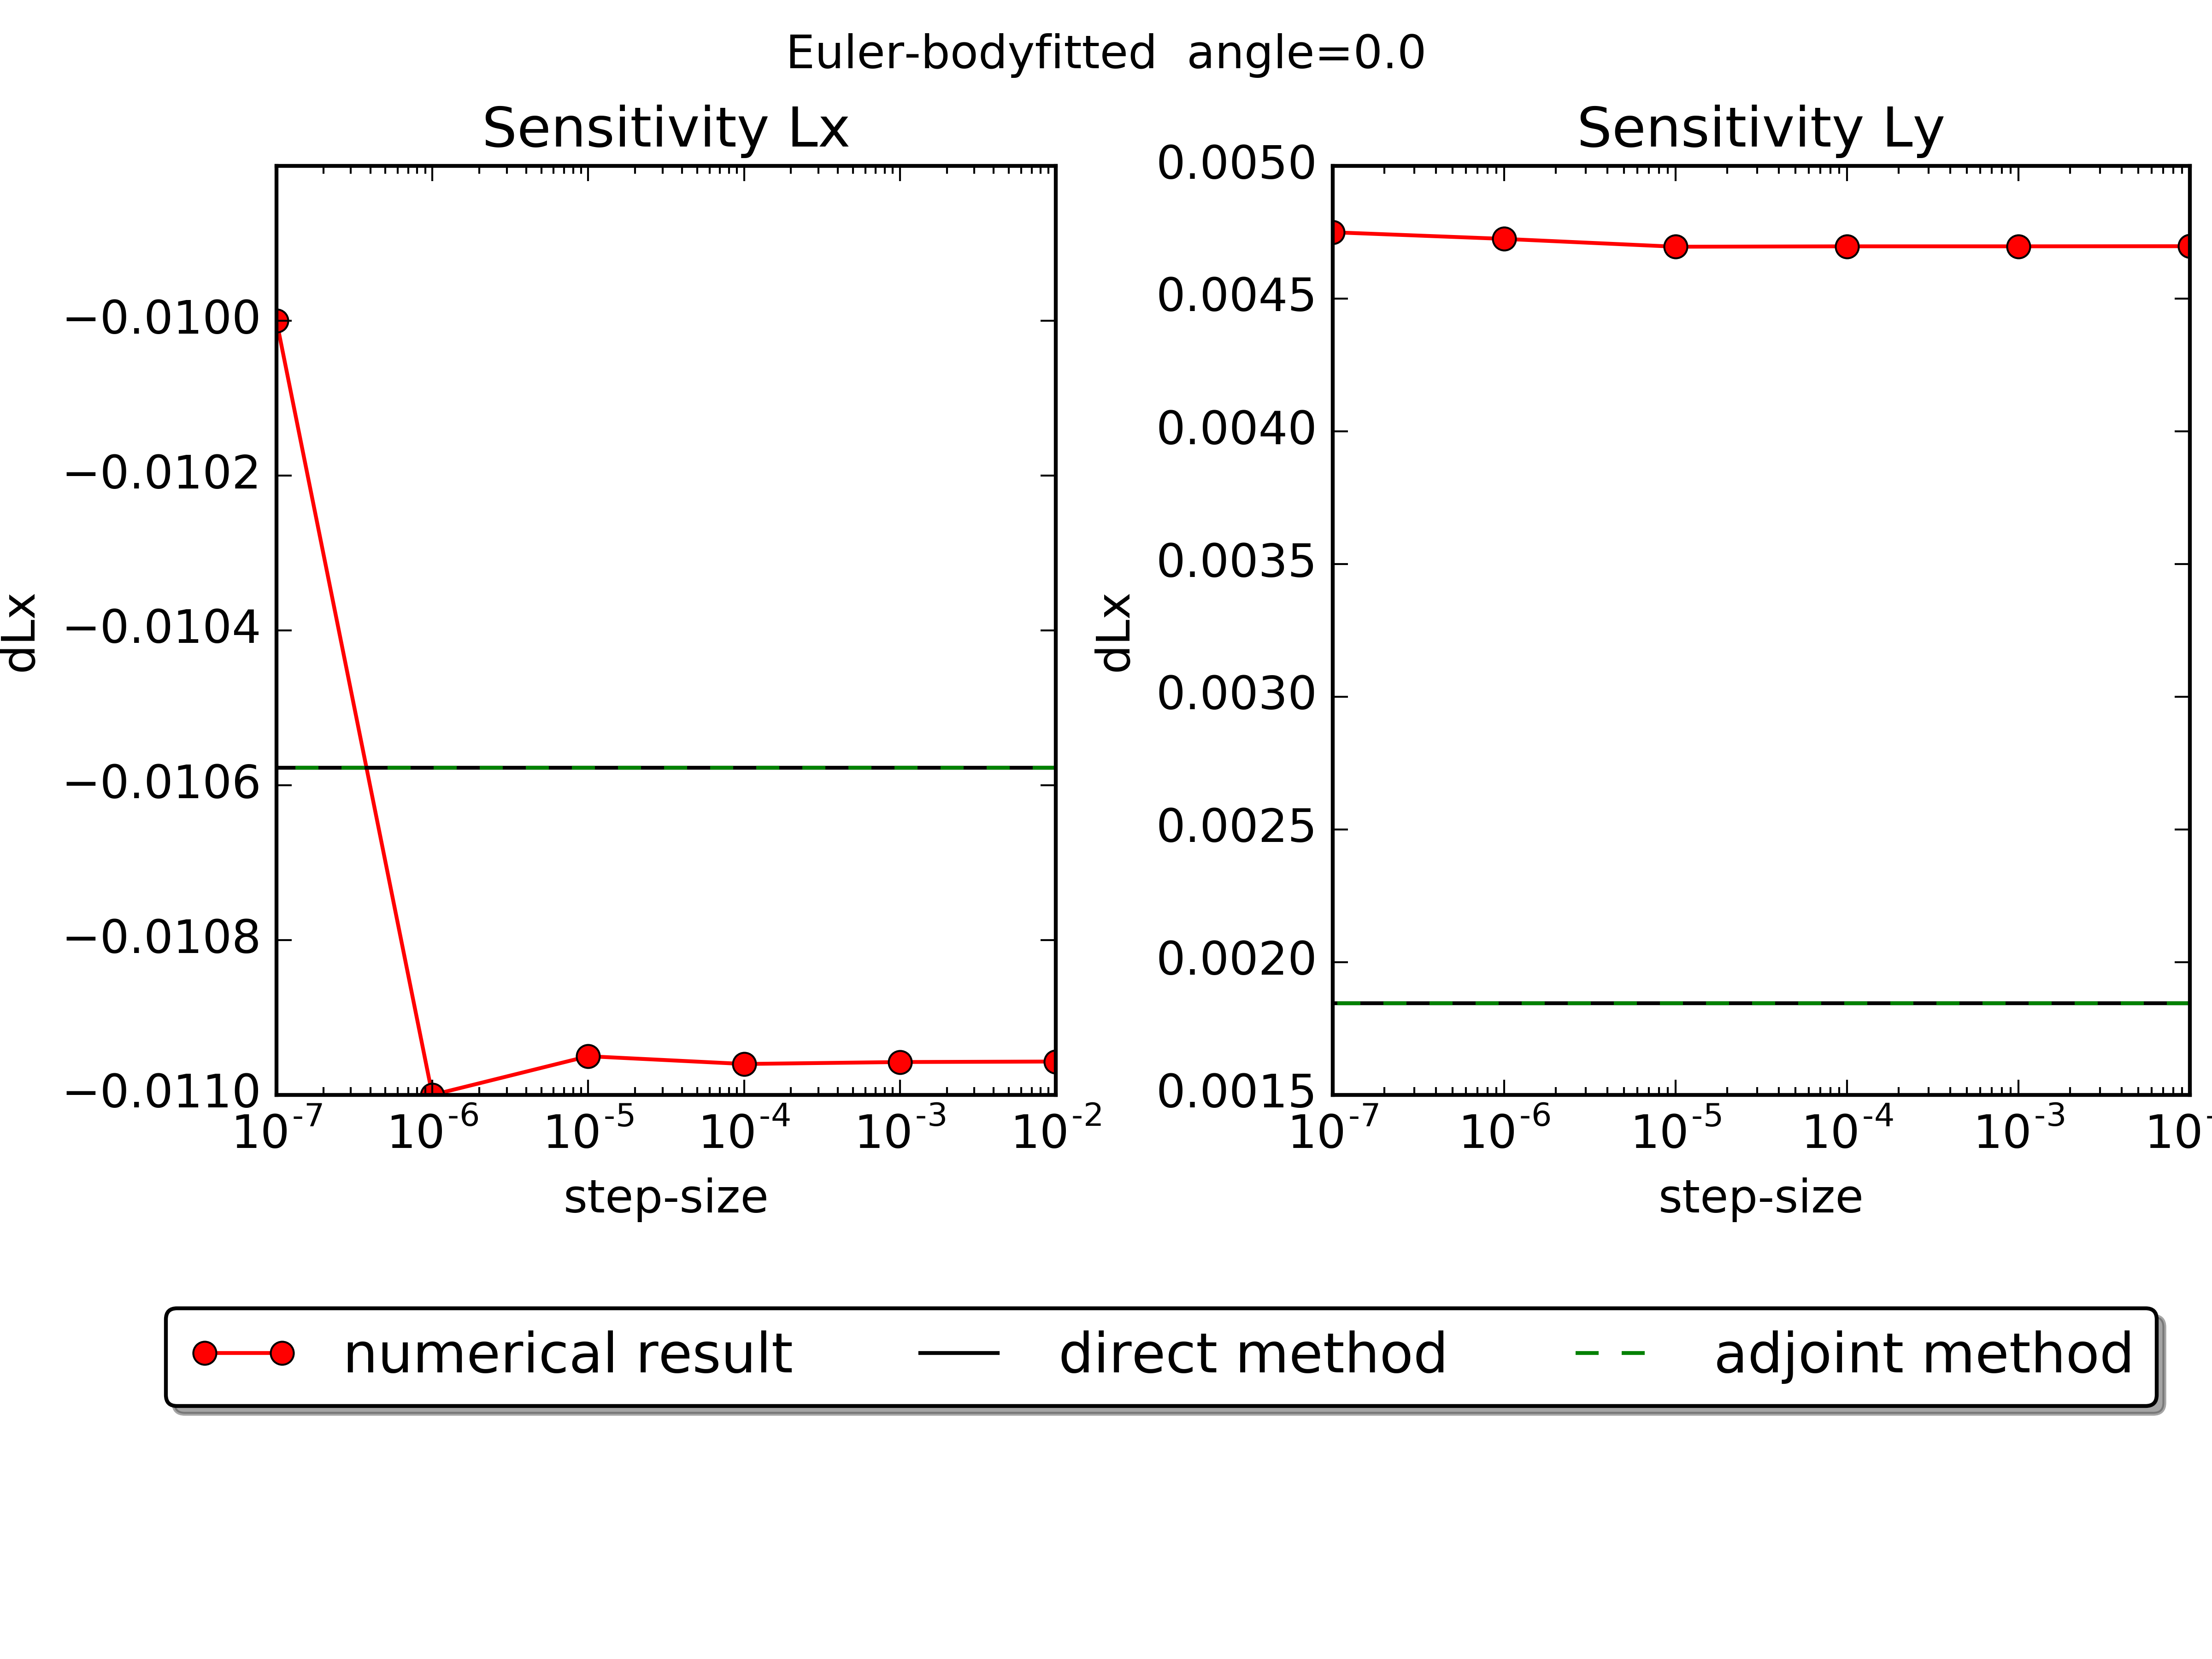 Euler-bodyfitted  angle=0.0
Sensitivity Lx
−0.0100
−0.0102
−0.0104
−0.0106
−0.0108
−0.0110
dLx
10^-7 10^-6 10^-5 10^-4 10^-3 10^-2
step-size
Sensitivity Ly
0.0050
0.0045
0.0040
0.0035
0.0030
0.0025
0.0020
0.0015
dLx
10^-7 10^-6 10^-5 10^-4 10^-3 10^-
step-size
numerical result direct method adjoint method